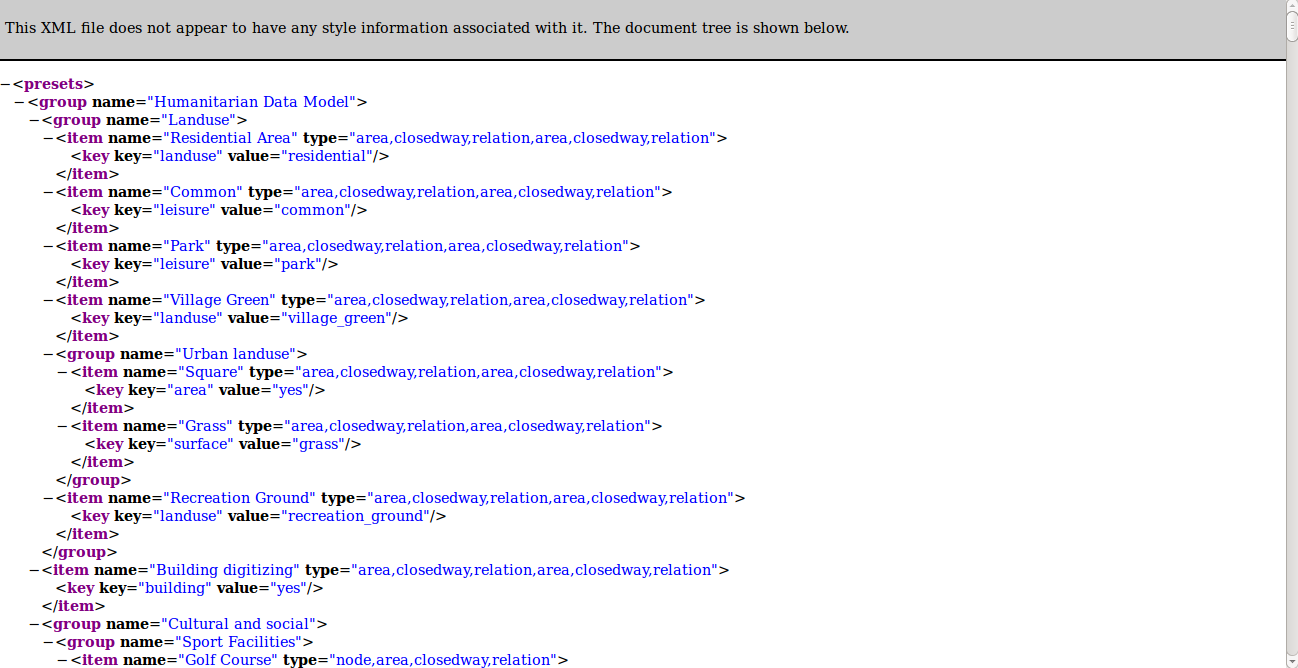 This XML file does not appear to have any style information associated with it. The document tree is shown below.
−<presets>
−<group name="Humanitarian Data Model">
−<group name="Landuse">
−<item name="Residential Area" type="area,closedway,relation,area,closedway,relation">
<key key="landuse" value="residential"/>
</item>
−<item name="Common" type="area,closedway,relation,area,closedway,relation">
<key key="leisure" value="common"/>
</item>
−<item name="Park" type="area,closedway,relation,area,closedway,relation">
<key key="leisure" value="park"/>
</item>
−<item name="Village Green" type="area,closedway,relation,area,closedway,relation">
<key key="landuse" value="village_green"/>
</item>
−<group name="Urban landuse">
−<item name="Square" type="area,closedway,relation,area,closedway,relation">
<key key="area" value="yes"/>
</item>
−<item name="Grass" type="area,closedway,relation,area,closedway,relation">
<key key="surface" value="grass"/>
</item>
</group>
−<item name="Recreation Ground" type="area,closedway,relation,area,closedway,relation">
<key key="landuse" value="recreation_ground"/>
</item>
</group>
−<item name="Building digitizing" type="area,closedway,relation,area,closedway,relation">
<key key="building" value="yes"/>
</item>
−<group name="Cultural and social">
−<group name="Sport Facilities">
−<item name="Golf Course" type="node,area,closedway,relation">